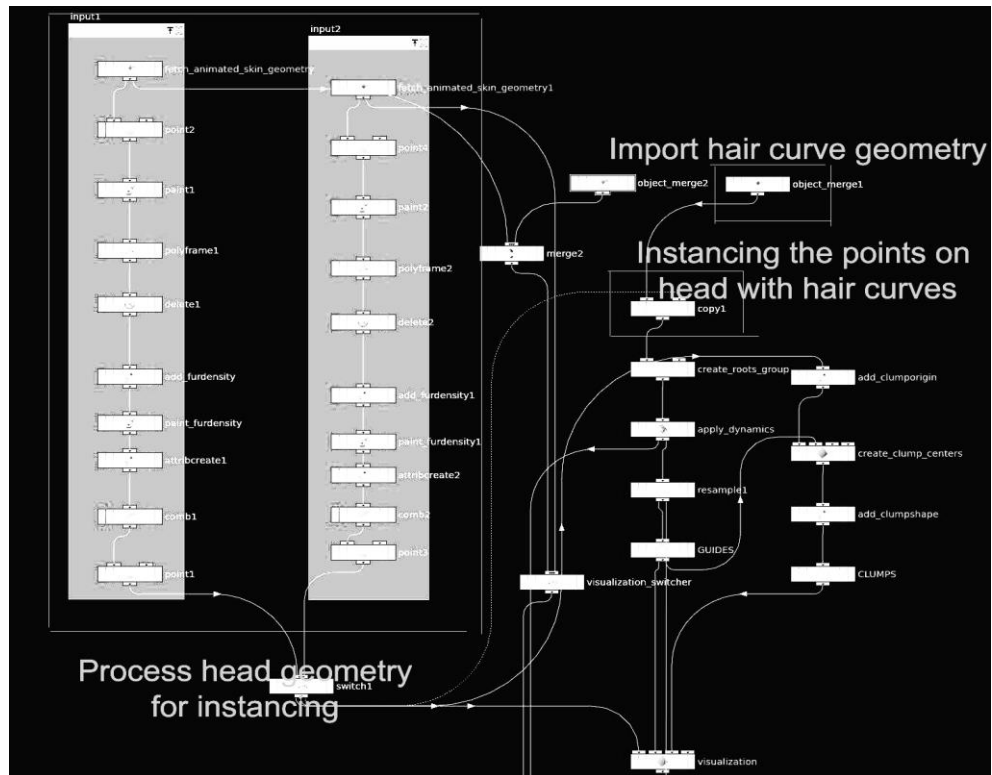 input1
fetch_animated_skin_geometry
point2
paint1
polyframe1
delete1
add_furdensity
paint_furdensity
attribcreate1
comb1
point1
input2
fetch_animated_skin_geometry1
point4
paint2
polyframe2
delete2
add_furdensity1
paint_furdensity1
attribcreate2
comb2
point3
Process head geometry
for instancing
switch1
Import hair curve geometry
object_merge2
object_merge1
merge2
Instancing the points on
head with hair curves
copy1
create_roots_group
add_clumporigin
apply_dynamics
create_clump_centers
resample1
add_clumpshape
GUIDES
CLUMPS
visualization_switcher
visualization